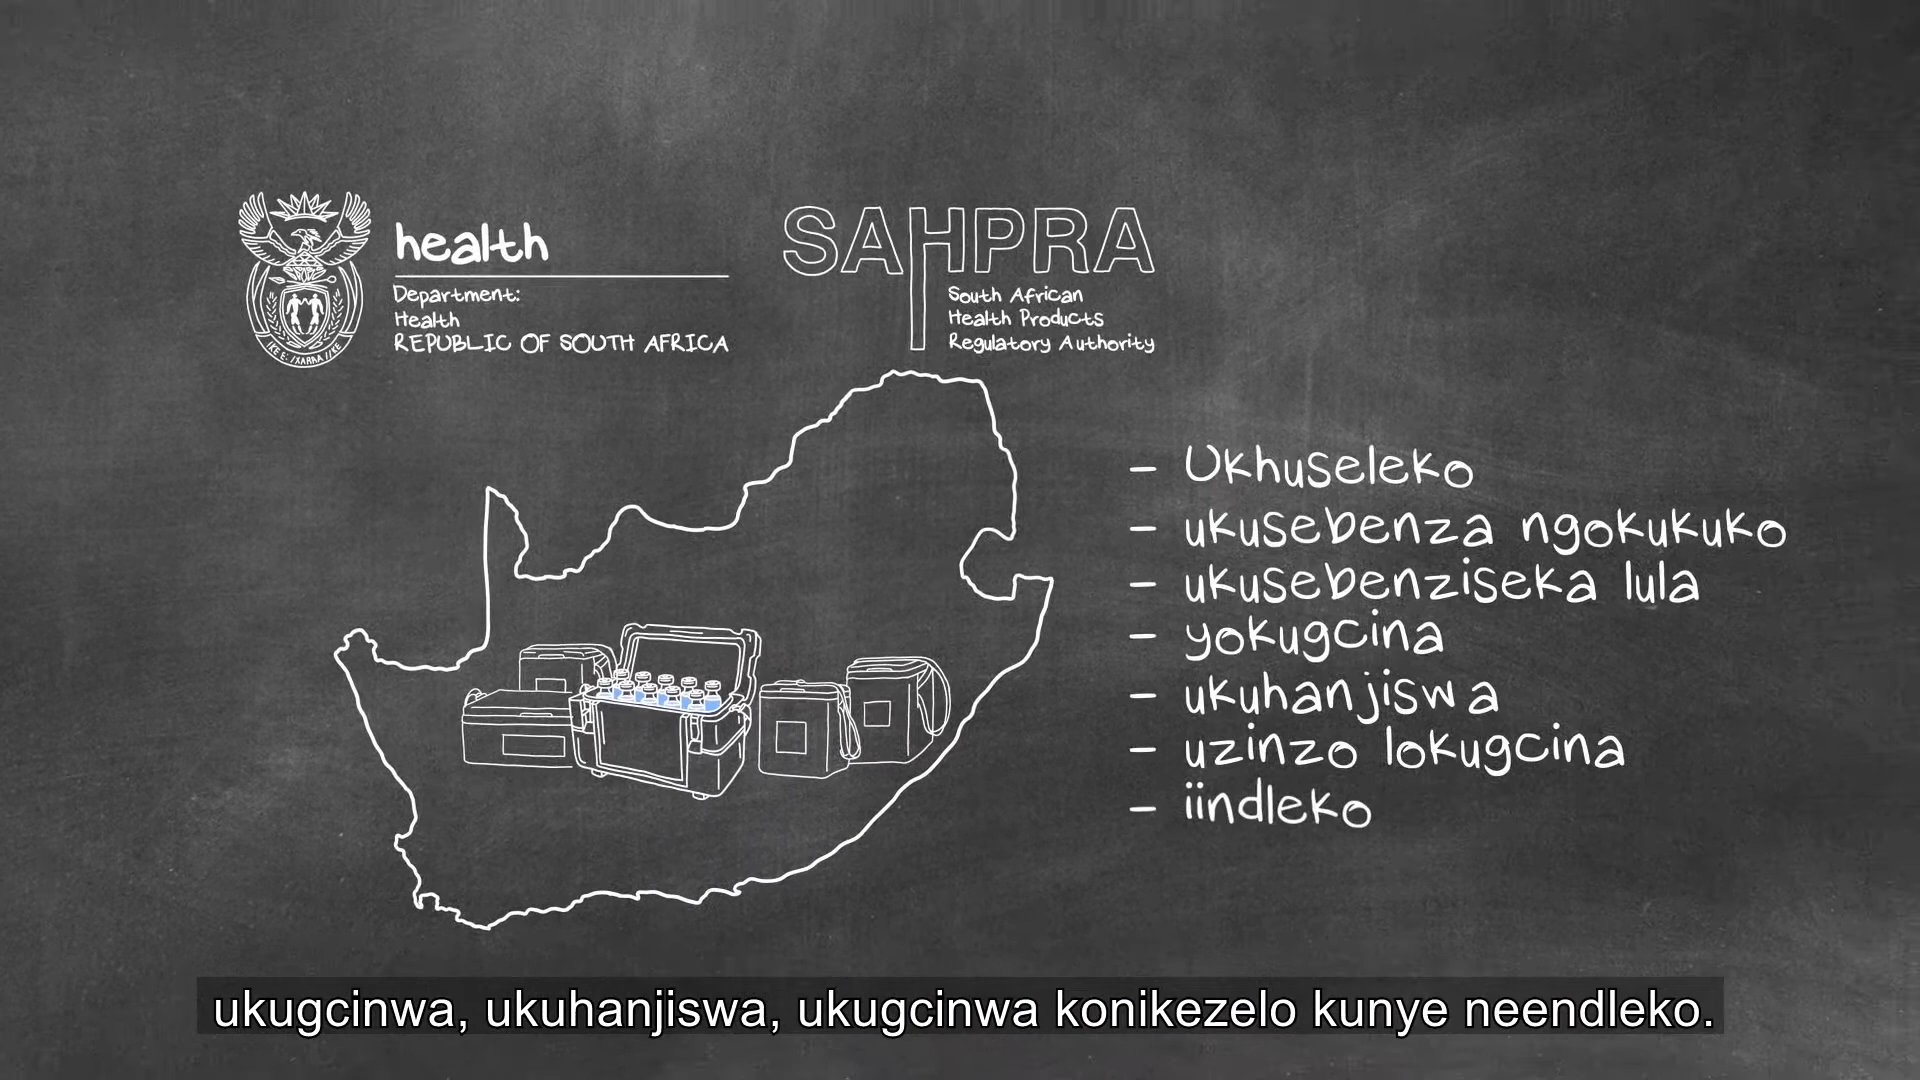 health
Department:
Health
REPUBLIC OF SOUTH AFRICA
SAHPRA
South African
Health Products
Regulatory Authority
- Ukhuseleko
- ukusebenza ngokukuko
- ukusebenziseka lula
- yokugcina
- ukuhanjiswa
- uzinzo lokugcina
- iindleko
ukugcinwa, ukuhanjiswa, ukugcinwa konikezelo kunye neendleko.